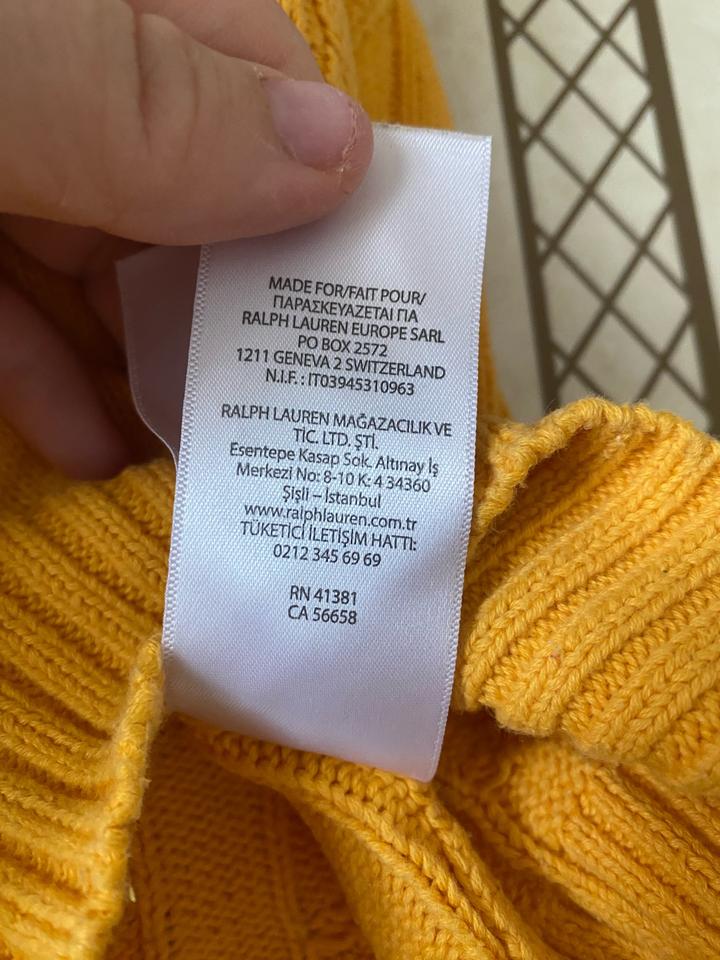 MADE FOR/FAIT POUR/
ΠΑΡΑΣΚΕΥΑΖΕΤΑΙ ΓΙΑ
RALPH LAUREN EUROPE SARL
PO BOX 2572
1211 GENEVA 2 SWITZERLAND
N.I.F. : IT03945310963
RALPH LAUREN MAĞAZACILIK VE
TİC. LTD. ŞTİ.
Esentepe Kasap Sok. Altınay İş
Merkezi No: 8-10 K: 4 34360
Şişli – İstanbul
www.ralphlauren.com.tr
TÜKETİCİ İLETİŞİM HATTI:
0212 345 69 69
RN 41381
CA 56658